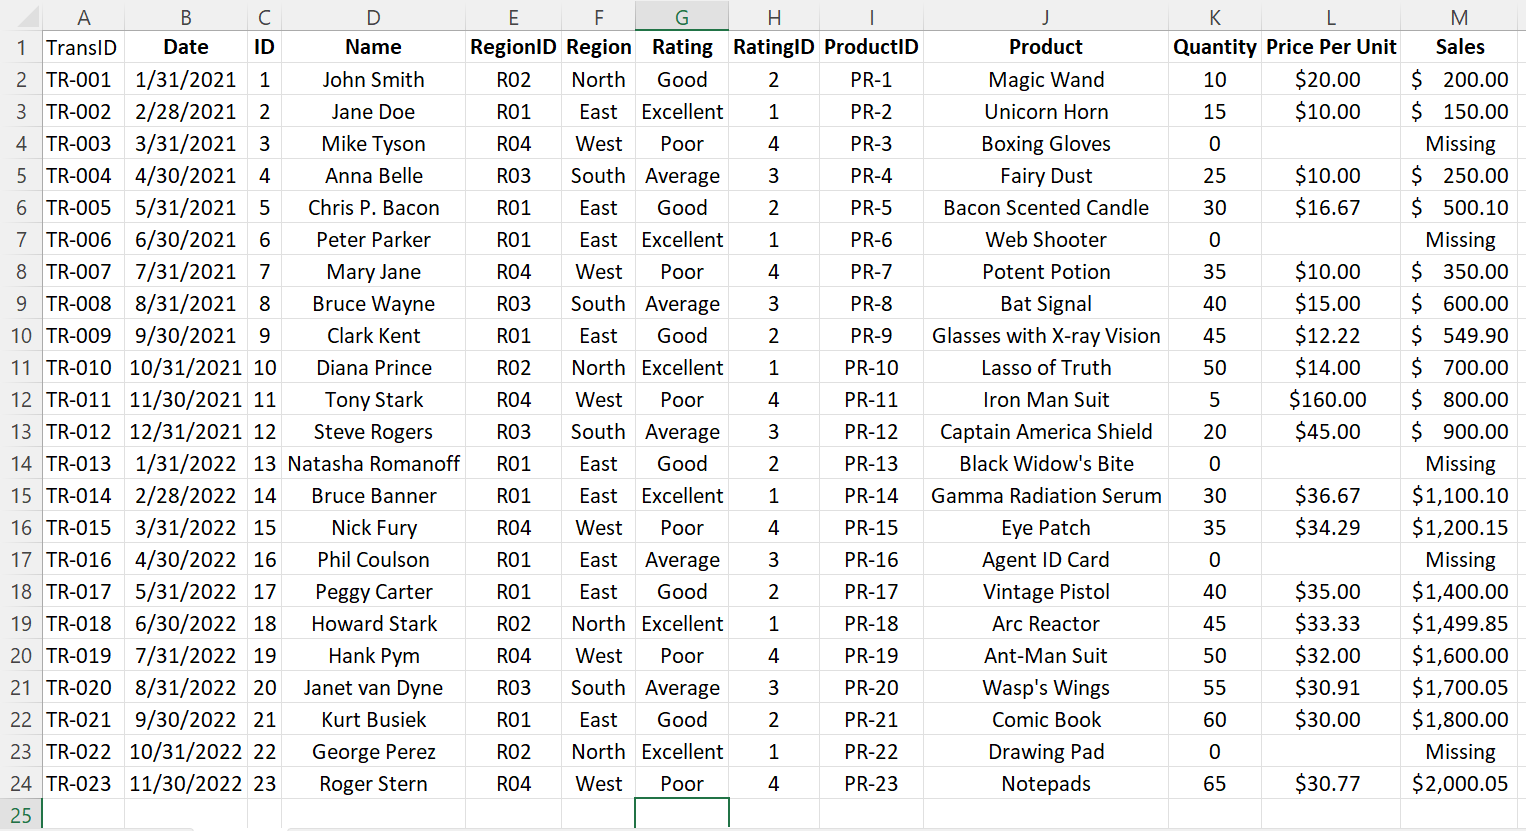 A B C D E F G H I J K L M
1 TransID Date ID Name RegionID Region Rating RatingID ProductID Product Quantity Price Per Unit Sales
2 TR-001 1/31/2021 1 John Smith R02 North Good 2 PR-1 Magic Wand 10 $20.00 $ 200.00
3 TR-002 2/28/2021 2 Jane Doe R01 East Excellent 1 PR-2 Unicorn Horn 15 $10.00 $ 150.00
4 TR-003 3/31/2021 3 Mike Tyson R04 West Poor 4 PR-3 Boxing Gloves 0 Missing
5 TR-004 4/30/2021 4 Anna Belle R03 South Average 3 PR-4 Fairy Dust 25 $10.00 $ 250.00
6 TR-005 5/31/2021 5 Chris P. Bacon R01 East Good 2 PR-5 Bacon Scented Candle 30 $16.67 $ 500.10
7 TR-006 6/30/2021 6 Peter Parker R01 East Excellent 1 PR-6 Web Shooter 0 Missing
8 TR-007 7/31/2021 7 Mary Jane R04 West Poor 4 PR-7 Potent Potion 35 $10.00 $ 350.00
9 TR-008 8/31/2021 8 Bruce Wayne R03 South Average 3 PR-8 Bat Signal 40 $15.00 $ 600.00
10 TR-009 9/30/2021 9 Clark Kent R01 East Good 2 PR-9 Glasses with X-ray Vision 45 $12.22 $ 549.90
11 TR-010 10/31/2021 10 Diana Prince R02 North Excellent 1 PR-10 Lasso of Truth 50 $14.00 $ 700.00
12 TR-011 11/30/2021 11 Tony Stark R04 West Poor 4 PR-11 Iron Man Suit 5 $160.00 $ 800.00
13 TR-012 12/31/2021 12 Steve Rogers R03 South Average 3 PR-12 Captain America Shield 20 $45.00 $ 900.00
14 TR-013 1/31/2022 13 Natasha Romanoff R01 East Good 2 PR-13 Black Widow's Bite 0 Missing
15 TR-014 2/28/2022 14 Bruce Banner R01 East Excellent 1 PR-14 Gamma Radiation Serum 30 $36.67 $1,100.10
16 TR-015 3/31/2022 15 Nick Fury R04 West Poor 4 PR-15 Eye Patch 35 $34.29 $1,200.15
17 TR-016 4/30/2022 16 Phil Coulson R01 East Average 3 PR-16 Agent ID Card 0 Missing
18 TR-017 5/31/2022 17 Peggy Carter R01 East Good 2 PR-17 Vintage Pistol 40 $35.00 $1,400.00
19 TR-018 6/30/2022 18 Howard Stark R02 North Excellent 1 PR-18 Arc Reactor 45 $33.33 $1,499.85
20 TR-019 7/31/2022 19 Hank Pym R04 West Poor 4 PR-19 Ant-Man Suit 50 $32.00 $1,600.00
21 TR-020 8/31/2022 20 Janet van Dyne R03 South Average 3 PR-20 Wasp's Wings 55 $30.91 $1,700.05
22 TR-021 9/30/2022 21 Kurt Busiek R01 East Good 2 PR-21 Comic Book 60 $30.00 $1,800.00
23 TR-022 10/31/2022 22 George Perez R02 North Excellent 1 PR-22 Drawing Pad 0 Missing
24 TR-023 11/30/2022 23 Roger Stern R04 West Poor 4 PR-23 Notepads 65 $30.77 $2,000.05
25